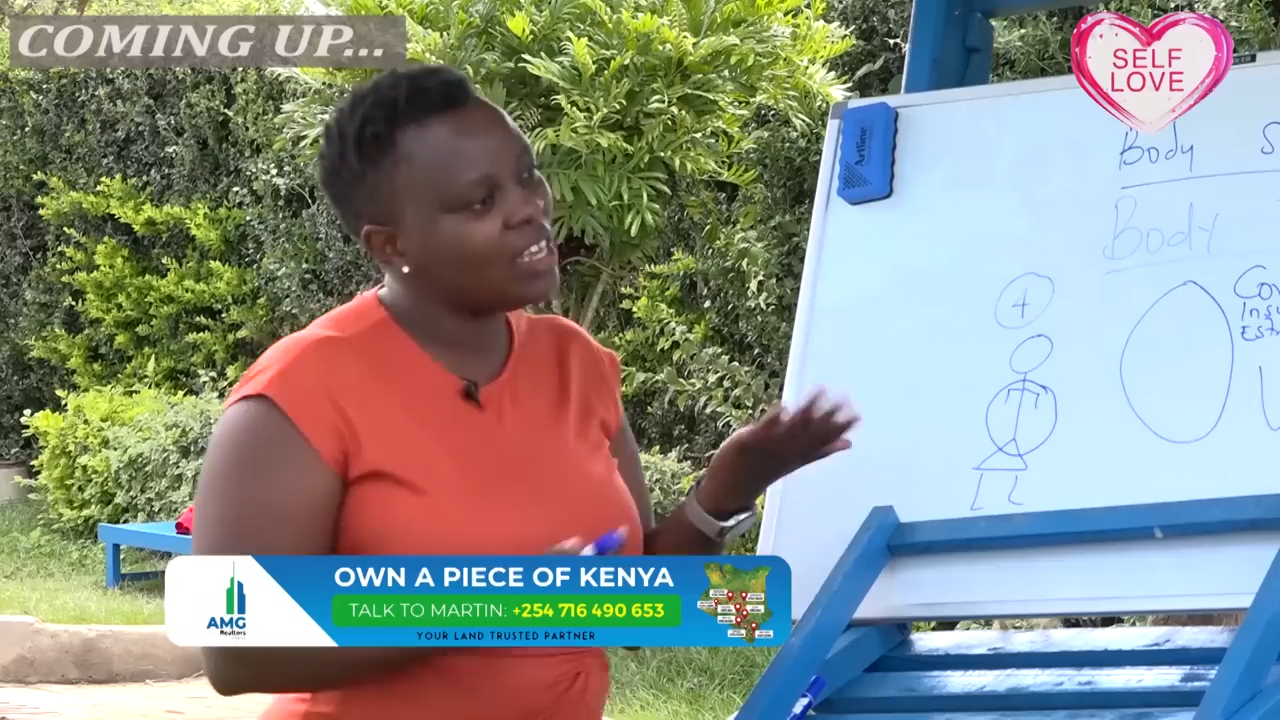 COMING UP...
SELF
LOVE
Artline
Body S
Body
4
AMG
Realtors
OWN A PIECE OF KENYA
TALK TO MARTIN: +254 716 490 653
YOUR LAND TRUSTED PARTNER